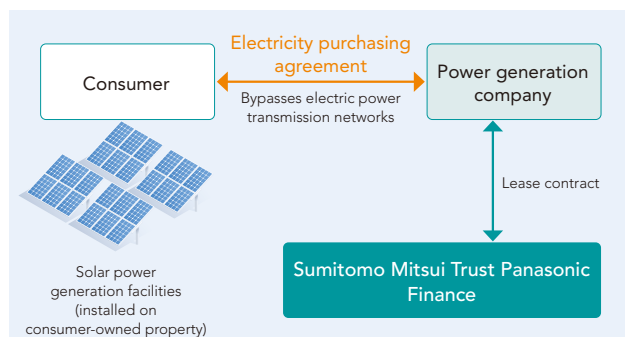 Electricity purchasing
agreement
Consumer
Power generation
company
Bypasses electric power
transmission networks
Lease contract
Solar power
generation facilities
(installed on
consumer-owned property)
Sumitomo Mitsui Trust Panasonic
Finance